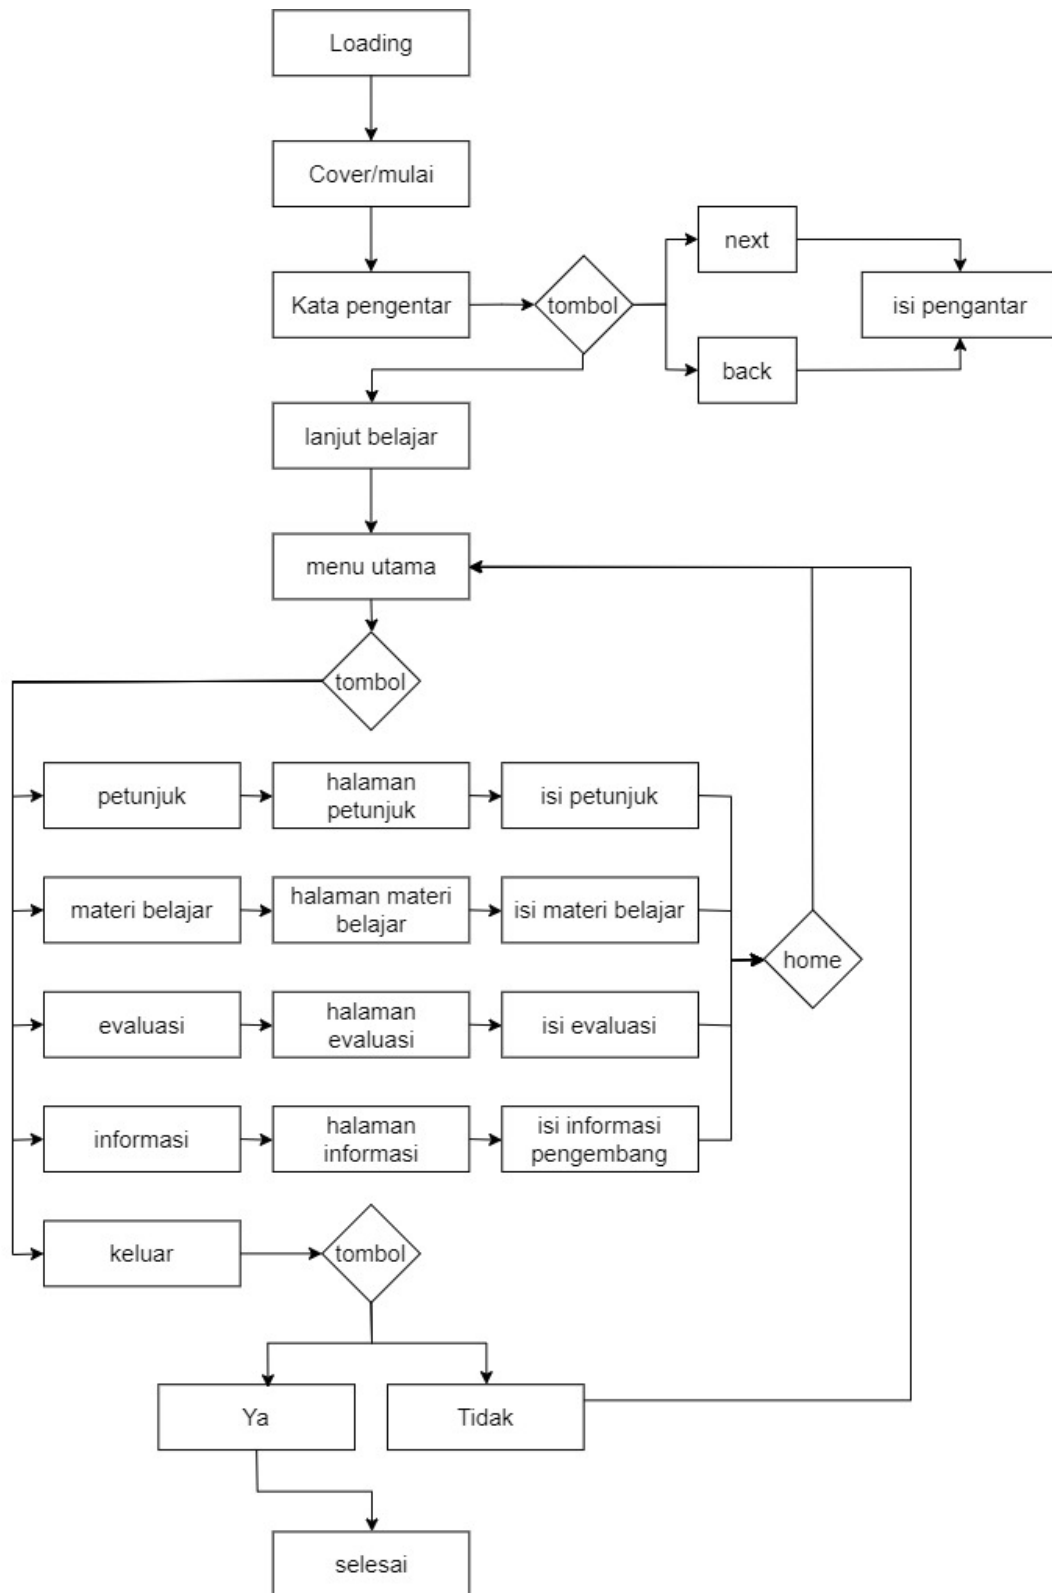 Loading
Cover/mulai
next
Kata pengentar
tombol
isi pengantar
back
lanjut belajar
menu utama
tombol
petunjuk
halaman
petunjuk
isi petunjuk
materi belajar
halaman materi
belajar
isi materi belajar
home
evaluasi
halaman
evaluasi
isi evaluasi
informasi
halaman
informasi
isi informasi
pengembang
keluar
tombol
Ya
Tidak
selesai